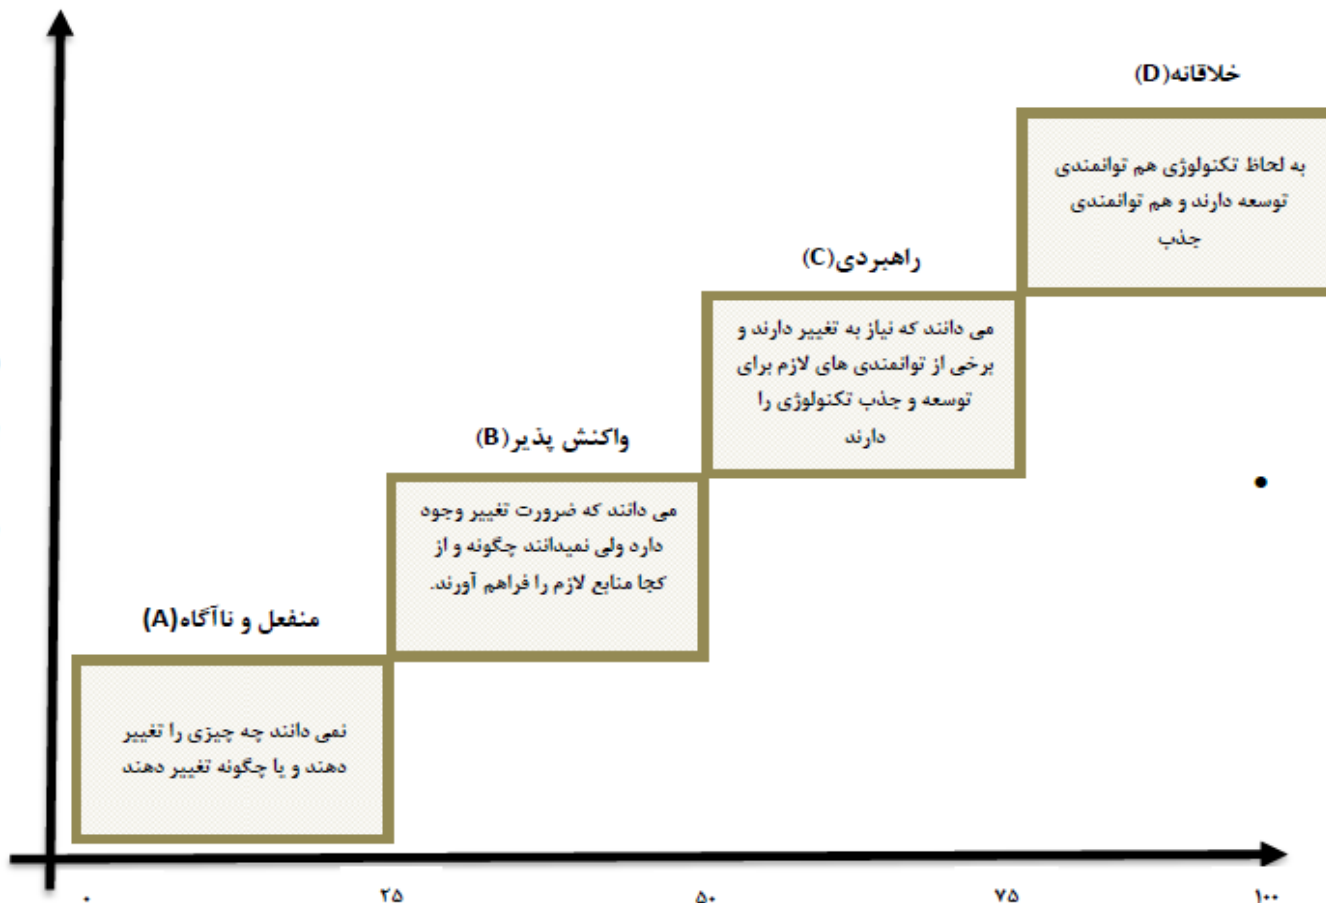 خلاقانه(D)
به لحاظ تکنولوژی هم توانمندی
توسعه دارند و هم توانمندی
جذب
راهبردی(C)
می دانند که نیاز به تغییر دارند و
برخی از توانمندی های لازم برای
توسعه و جذب تکنولوژی را
دارند
واکنش پذیر(B)
می دانند که ضرورت تغییر وجود
داره ولی نمیدانند چگونه و از
کجا منابع لازم را فراهم آورند.
منفعل و ناآگاه(A)
نمی دانند چه چیزی را تغییر
دهند و یا چگونه تغییر دهند
۰ ۲۵ ۵۰ ۷۵ ۱۰۰